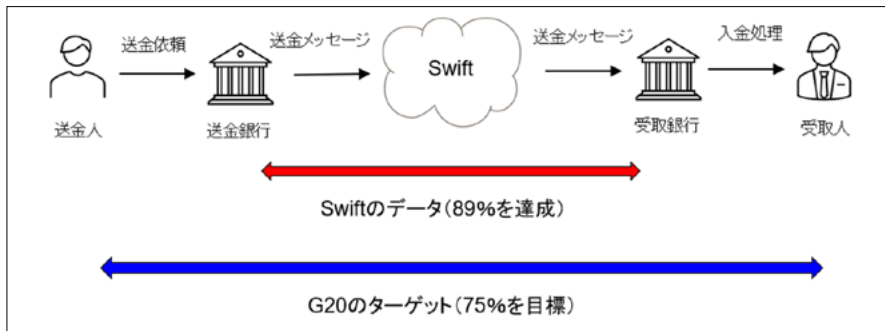 送金依頼
送金メッセージ
送金メッセージ
入金処理
Swift
送金人
送金銀行
受取銀行
受取人
Swiftのデータ(89%を達成)
G20のターゲット(75%を目標)